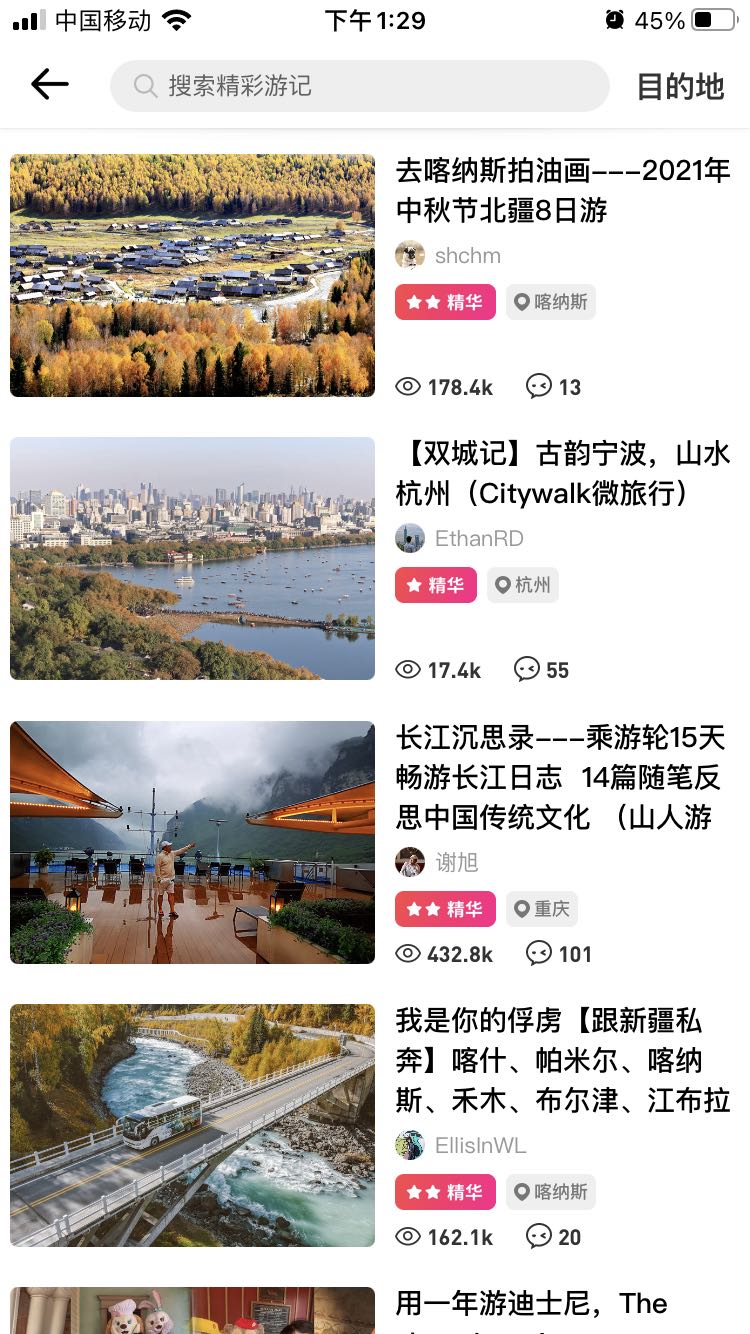 中国移动 下午1:29 45%
搜索精彩游记 目的地
去喀纳斯拍油画---2021年
中秋节北疆8日游
shchm
精华 喀纳斯
178.4k 13
【双城记】古韵宁波，山水
杭州（Citywalk微旅行）
EthanRD
精华 杭州
17.4k 55
长江沉思录---乘游轮15天
畅游长江日志 14篇随笔反
思中国传统文化 （山人游
谢旭
精华 重庆
432.8k 101
我是你的俘虏【跟新疆私
奔】喀什、帕米尔、喀纳
斯、禾木、布尔津、江布拉
EllisInWL
精华 喀纳斯
162.1k 20
用一年游迪士尼，The